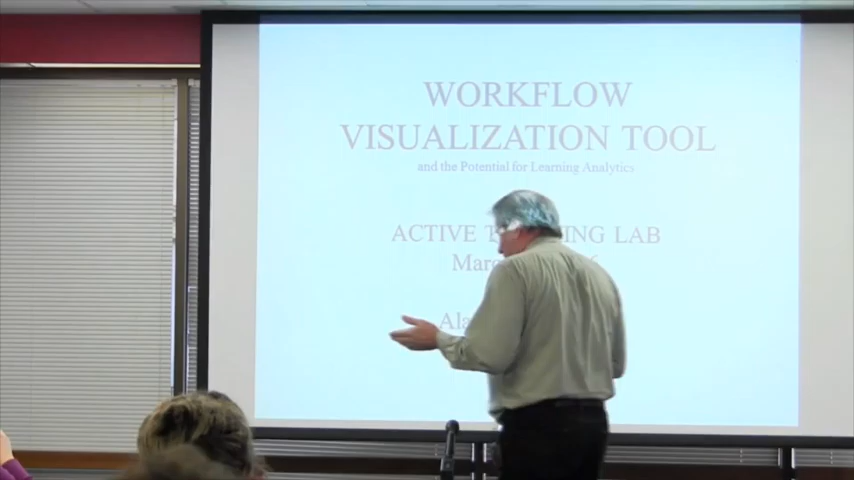 WORKFLOW
VISUALIZATION TOOL
and the Potential for Learning Analytics
ACTIVE LAB